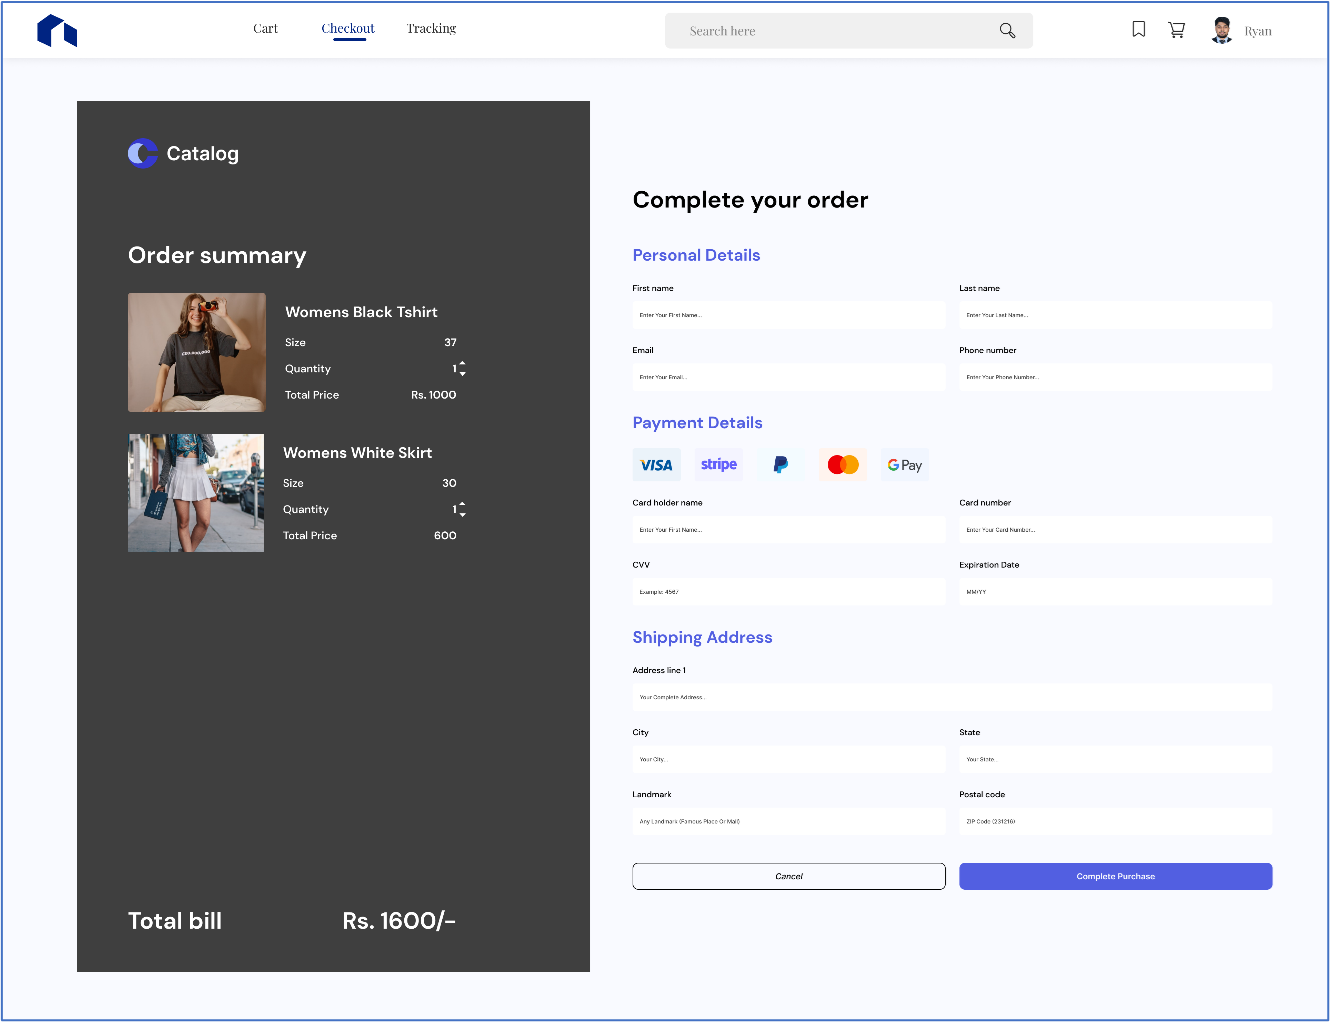 Cart Checkout Tracking
Search here
Ryan
Catalog
Order summary
Womens Black Tshirt
Size 37
Quantity 1
Total Price Rs. 1000
Womens White Skirt
Size 30
Quantity 1
Total Price 600
Total bill Rs. 1600/-
Complete your order
Personal Details
First name Last name
Enter Your First Name... Enter Your Last Name...
Email Phone number
Enter Your Email... Enter Your Phone Number...
Payment Details
VISA stripe G Pay
Card holder name Card number
Enter Your First Name... Enter Your Card Number...
CVV Expiration Date
Example: 4567 MM/YY
Shipping Address
Address line 1
Your Complete Address..
City State
Your City... Your State...
Landmark Postal code
Any Landmark (Famous Place Or Mall) ZIP Code (231216)
Cancel Complete Purchase